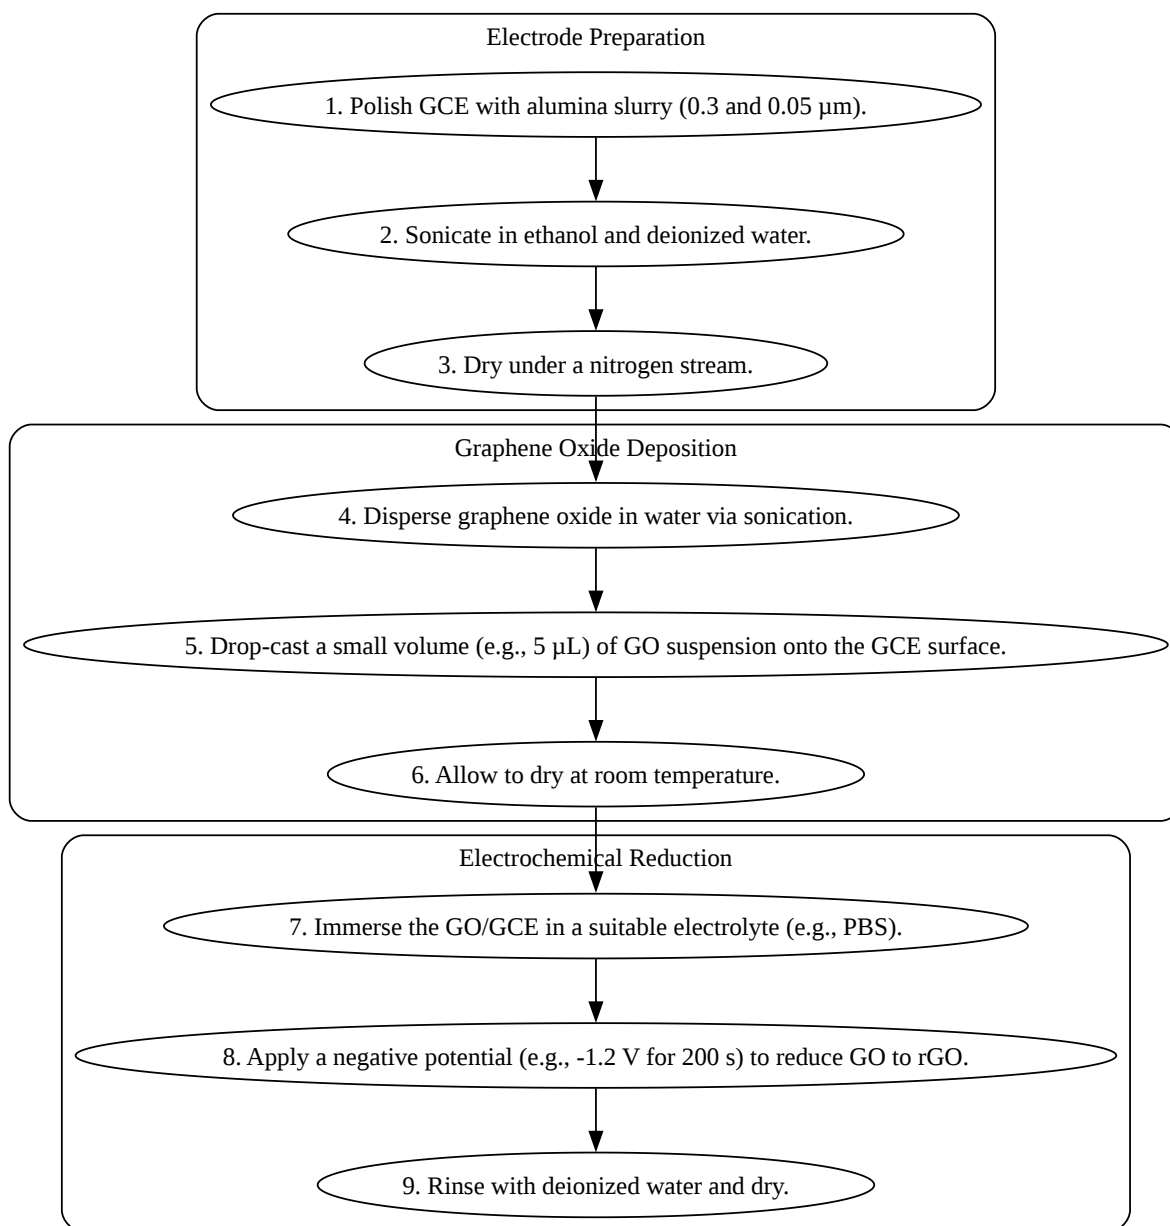 Electrode Preparation
1. Polish GCE with alumina slurry (0.3 and 0.05 µm).
2. Sonicate in ethanol and deionized water.
3. Dry under a nitrogen stream.
Graphene Oxide Deposition
4. Disperse graphene oxide in water via sonication.
5. Drop-cast a small volume (e.g., 5 µL) of GO suspension onto the GCE surface.
6. Allow to dry at room temperature.
Electrochemical Reduction
7. Immerse the GO/GCE in a suitable electrolyte (e.g., PBS).
8. Apply a negative potential (e.g., -1.2 V for 200 s) to reduce GO to rGO.
9. Rinse with deionized water and dry.